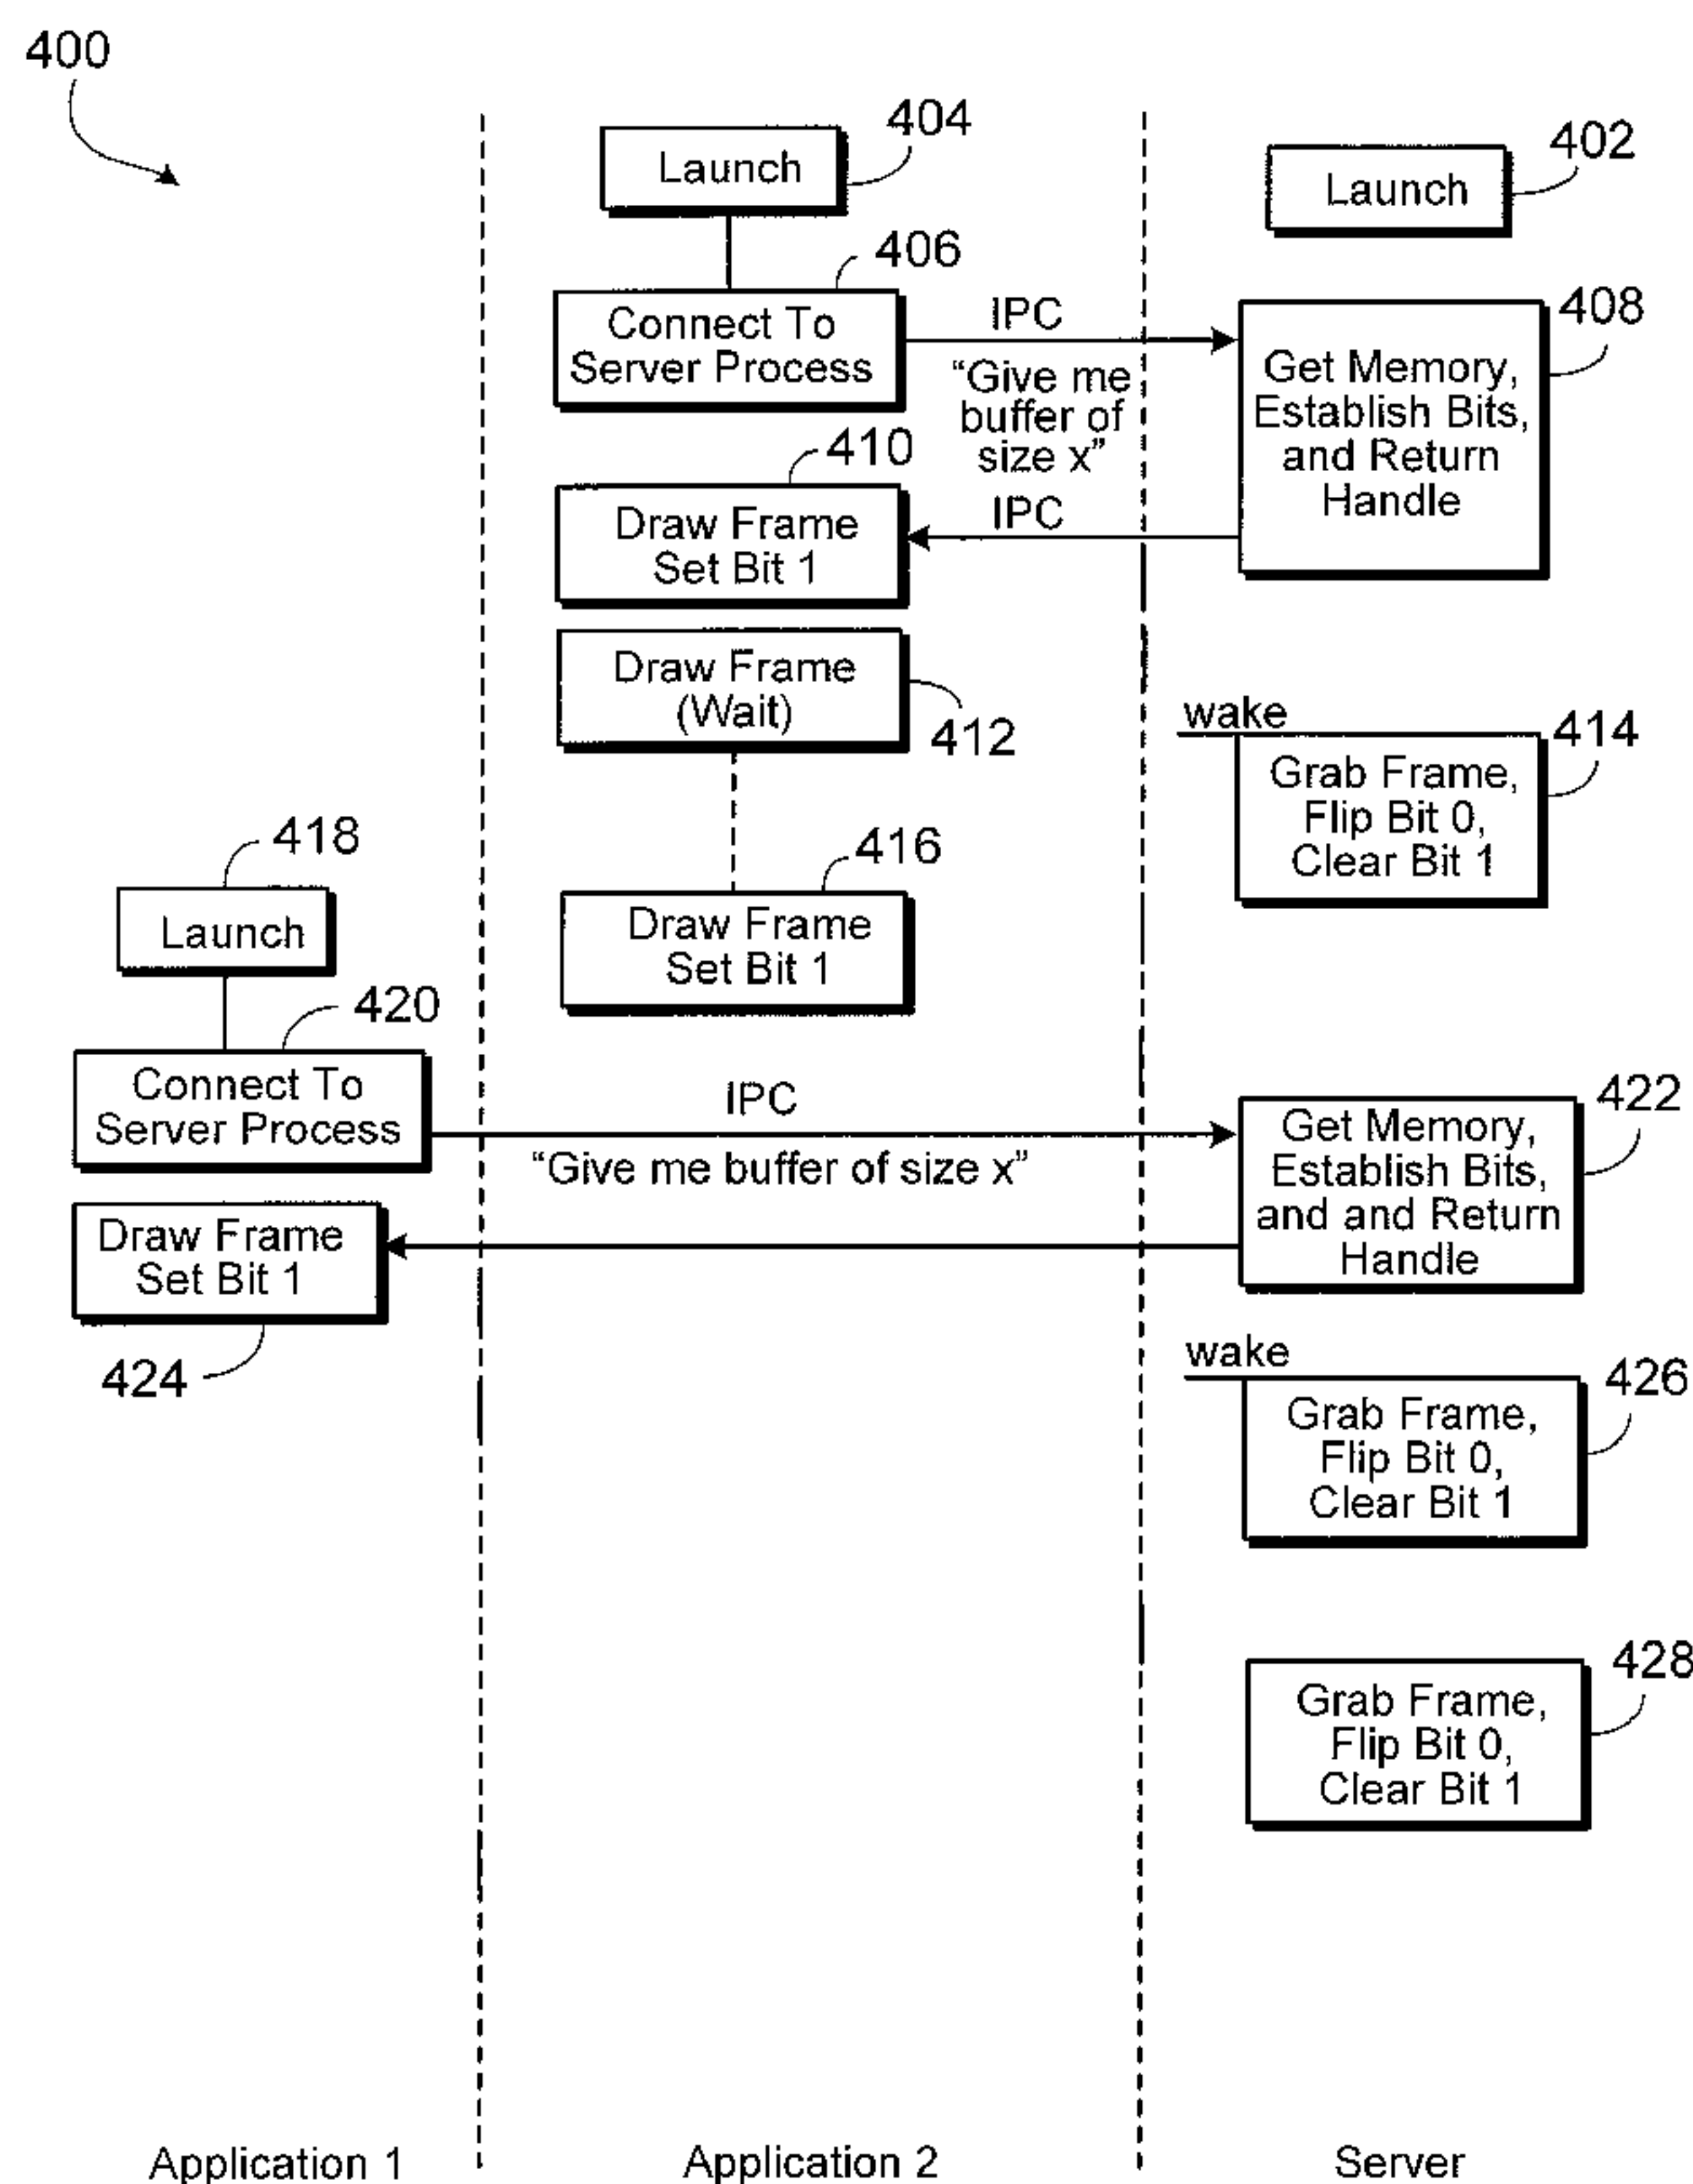 400
404
Launch
402
Launch
406
Connect To
Server Process
IPC
"Give me
buffer of
size x"
408
Get Memory,
Establish Bits,
and Return
Handle
410
Draw Frame
Set Bit 1
IPC
Draw Frame
(Wait)
412
wake
414
Grab Frame,
Flip Bit 0,
Clear Bit 1
416
Draw Frame
Set Bit 1
418
Launch
420
Connect To
Server Process
IPC
"Give me buffer of size x"
422
Get Memory,
Establish Bits,
and and Return
Handle
Draw Frame
Set Bit 1
424
wake
426
Grab Frame,
Flip Bit 0,
Clear Bit 1
428
Grab Frame,
Flip Bit 0,
Clear Bit 1
Application 1
Application 2
Server